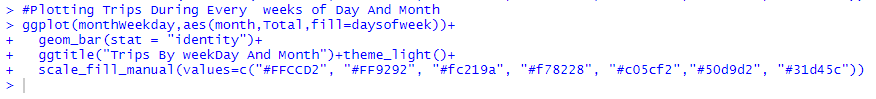 > #Plotting Trips During Every  weeks of Day And Month
> ggplot(monthWeekday,aes(month,Total,fill=daysofweek))+
+   geom_bar(stat = "identity")+
+   ggtitle("Trips By weekDay And Month")+theme_light()+
+   scale_fill_manual(values=c("#FFCCD2", "#FF9292", "#fc219a", "#f78228", "#c05cf2","#50d9d2", "#31d45c"))
>